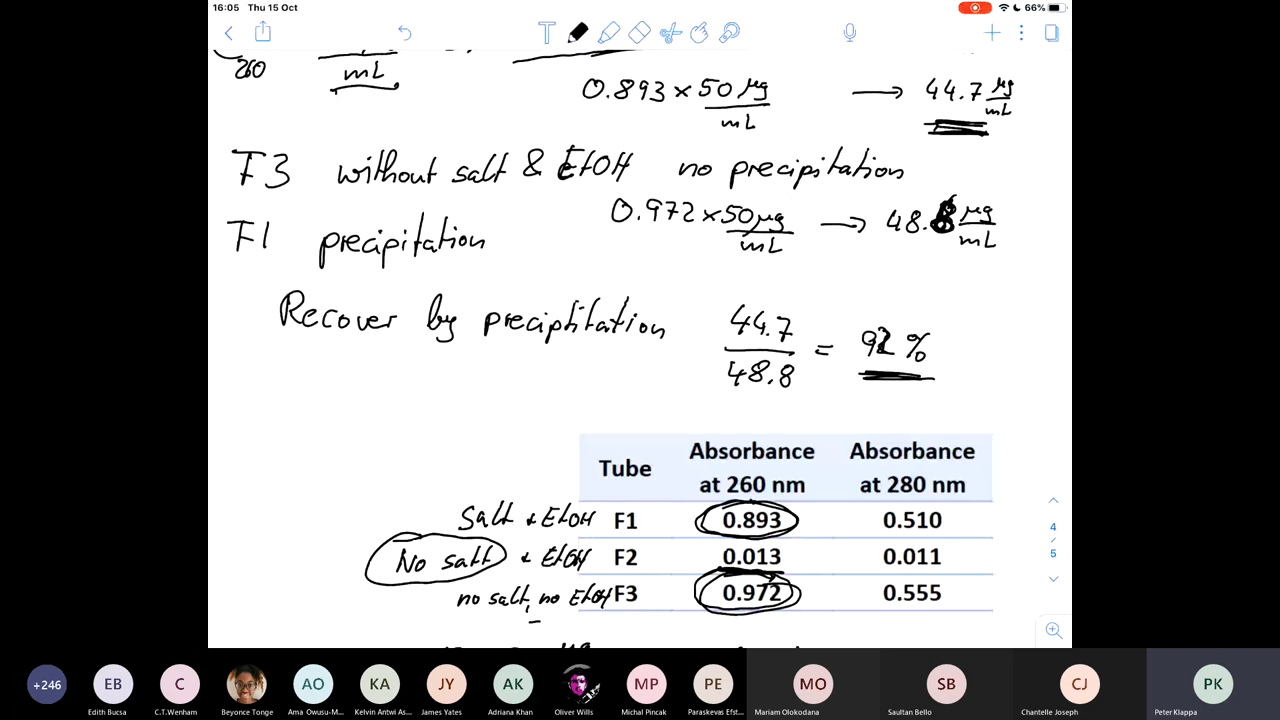 16:05 Thu 15 Oct
66%
T
260
mL
0.893 × 50 µg/mL → 44.7 µg/mL
F3 without salt & EtOH no precipitation
0.972 × 50 µg/mL → 48.8 µg/mL
F1 precipitation
Recover by preciptitation 44.7/48.8 = 92 %
Tube Absorbance at 260 nm Absorbance at 280 nm
Salt + EtOH F1 0.893 0.510
No salt + EtOH F2 0.013 0.011
no salt, no EtOH F3 0.972 0.555
4
/
5
+246 EB C AO KA JY AK MP PE MO SB CJ PK
Edith Bucsa C.T.Wenham Beyonce Tonge Ama Owusu-M... Kelvin Antwi As... James Yates Adriana Khan Oliver Wills Michal Pincak Paraskevas Efst... Mariam Olokodana Saultan Bello Chantelle Joseph Peter Klappa